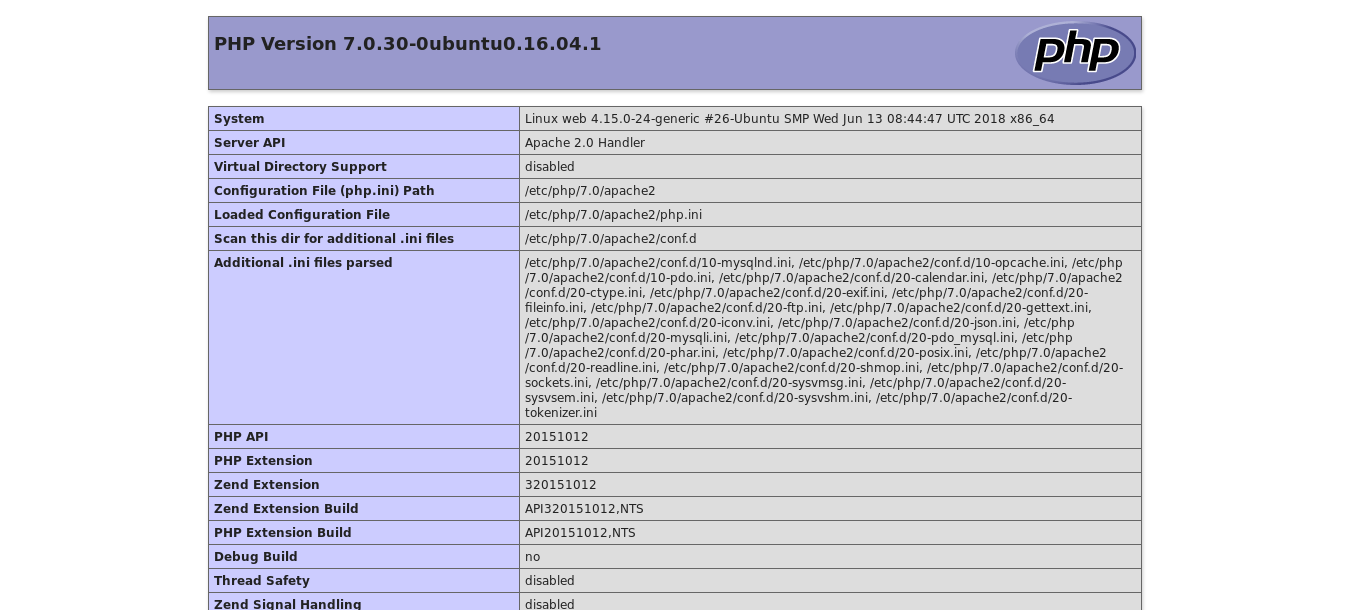 PHP Version 7.0.30-0ubuntu0.16.04.1
php
System Linux web 4.15.0-24-generic #26-Ubuntu SMP Wed Jun 13 08:44:47 UTC 2018 x86_64
Server API Apache 2.0 Handler
Virtual Directory Support disabled
Configuration File (php.ini) Path /etc/php/7.0/apache2
Loaded Configuration File /etc/php/7.0/apache2/php.ini
Scan this dir for additional .ini files /etc/php/7.0/apache2/conf.d
Additional .ini files parsed /etc/php/7.0/apache2/conf.d/10-mysqlnd.ini, /etc/php/7.0/apache2/conf.d/10-opcache.ini, /etc/php
/7.0/apache2/conf.d/10-pdo.ini, /etc/php/7.0/apache2/conf.d/20-calendar.ini, /etc/php/7.0/apache2
/conf.d/20-ctype.ini, /etc/php/7.0/apache2/conf.d/20-exif.ini, /etc/php/7.0/apache2/conf.d/20-
fileinfo.ini, /etc/php/7.0/apache2/conf.d/20-ftp.ini, /etc/php/7.0/apache2/conf.d/20-gettext.ini,
/etc/php/7.0/apache2/conf.d/20-iconv.ini, /etc/php/7.0/apache2/conf.d/20-json.ini, /etc/php
/7.0/apache2/conf.d/20-mysqli.ini, /etc/php/7.0/apache2/conf.d/20-pdo_mysql.ini, /etc/php
/7.0/apache2/conf.d/20-phar.ini, /etc/php/7.0/apache2/conf.d/20-posix.ini, /etc/php/7.0/apache2
/conf.d/20-readline.ini, /etc/php/7.0/apache2/conf.d/20-shmop.ini, /etc/php/7.0/apache2/conf.d/20-
sockets.ini, /etc/php/7.0/apache2/conf.d/20-sysvmsg.ini, /etc/php/7.0/apache2/conf.d/20-
sysvsem.ini, /etc/php/7.0/apache2/conf.d/20-sysvshm.ini, /etc/php/7.0/apache2/conf.d/20-
tokenizer.ini
PHP API 20151012
PHP Extension 20151012
Zend Extension 320151012
Zend Extension Build API320151012,NTS
PHP Extension Build API20151012,NTS
Debug Build no
Thread Safety disabled
Zend Signal Handling disabled